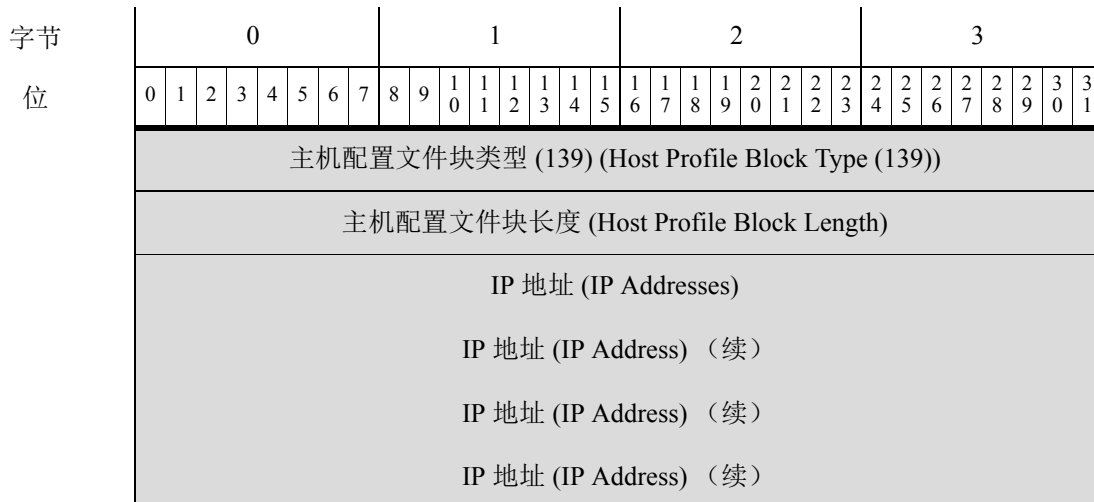 字节 0 1 2 3
位 0 1 2 3 4 5 6 7 8 9 10 11 12 13 14 15 16 17 18 19 20 21 22 23 24 25 26 27 28 29 30 31
主机配置文件块类型 (139) (Host Profile Block Type (139))
主机配置文件块长度 (Host Profile Block Length)
IP 地址 (IP Addresses)
IP 地址 (IP Address) （续）
IP 地址 (IP Address) （续）
IP 地址 (IP Address) （续）